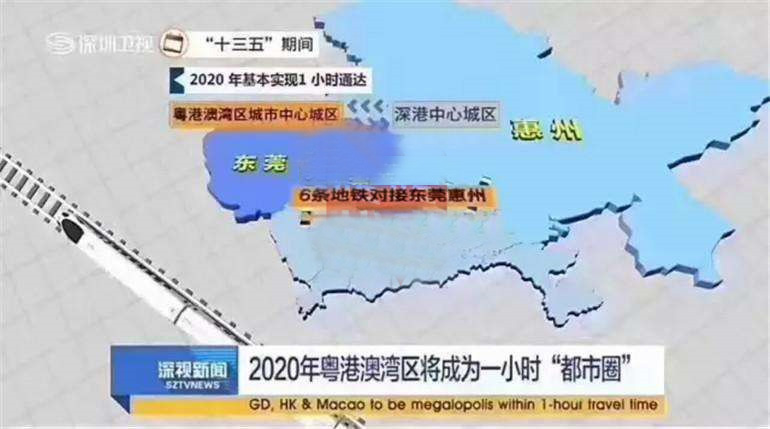 深圳卫视
“十三五”期间
2020 年基本实现1 小时通达
粤港澳湾区城市中心城区
深港中心城区
惠州
东莞
6条地铁对接东莞惠州
深视新闻
SZTVNEWS
2020年粤港澳湾区将成为一小时“都市圈”
GD, HK & Macao to be megalopolis within 1-hour travel time